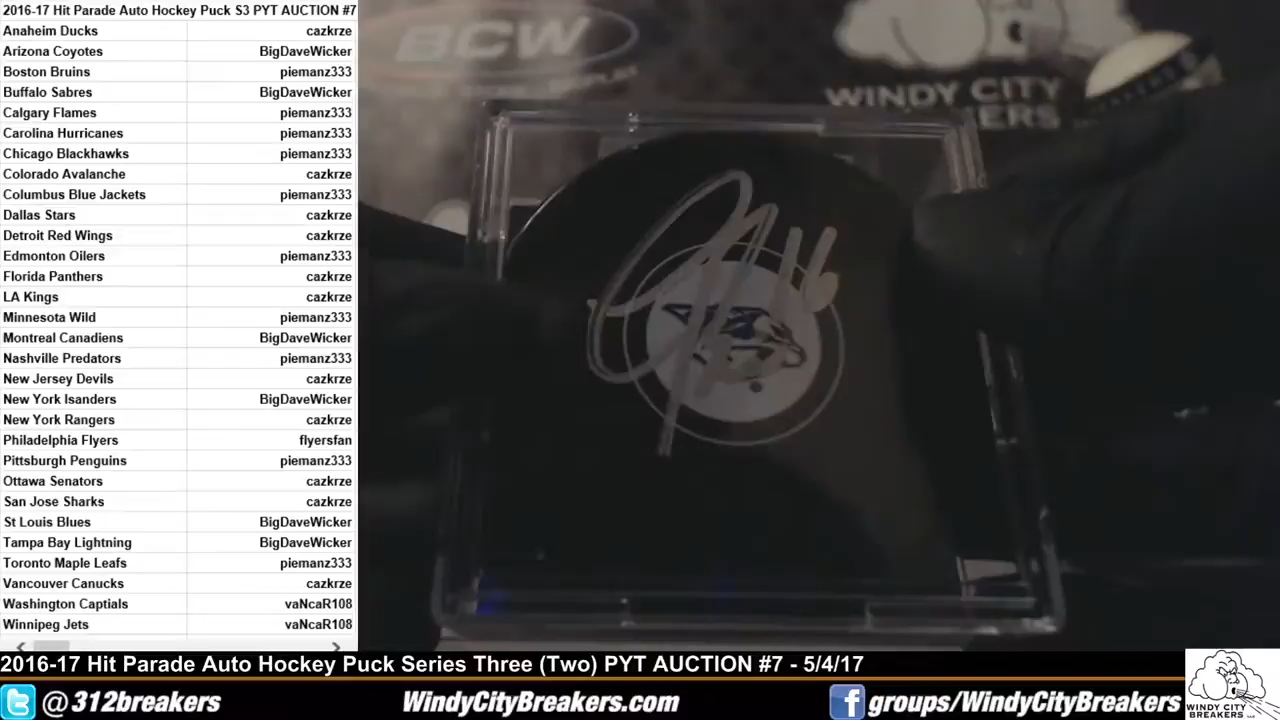 2016-17 Hit Parade Auto Hockey Puck S3 PYT AUCTION #7
Anaheim Ducks cazkrze
Arizona Coyotes BigDaveWicker
Boston Bruins piemanz333
Buffalo Sabres BigDaveWicker
Calgary Flames piemanz333
Carolina Hurricanes piemanz333
Chicago Blackhawks piemanz333
Colorado Avalanche cazkrze
Columbus Blue Jackets piemanz333
Dallas Stars cazkrze
Detroit Red Wings cazkrze
Edmonton Oilers piemanz333
Florida Panthers cazkrze
LA Kings cazkrze
Minnesota Wild piemanz333
Montreal Canadiens BigDaveWicker
Nashville Predators piemanz333
New Jersey Devils cazkrze
New York Isanders BigDaveWicker
New York Rangers cazkrze
Philadelphia Flyers flyersfan
Pittsburgh Penguins piemanz333
Ottawa Senators cazkrze
San Jose Sharks cazkrze
St Louis Blues BigDaveWicker
Tampa Bay Lightning BigDaveWicker
Toronto Maple Leafs piemanz333
Vancouver Canucks cazkrze
Washington Captials vaNcaR108
Winnipeg Jets vaNcaR108
BCW
WINDY CITY
ERS
16
2016-17 Hit Parade Auto Hockey Puck Series Three (Two) PYT AUCTION #7 - 5/4/17
@312breakers WindyCityBreakers.com groups/WindyCityBreakers
WINDY CITY
BREAKERS